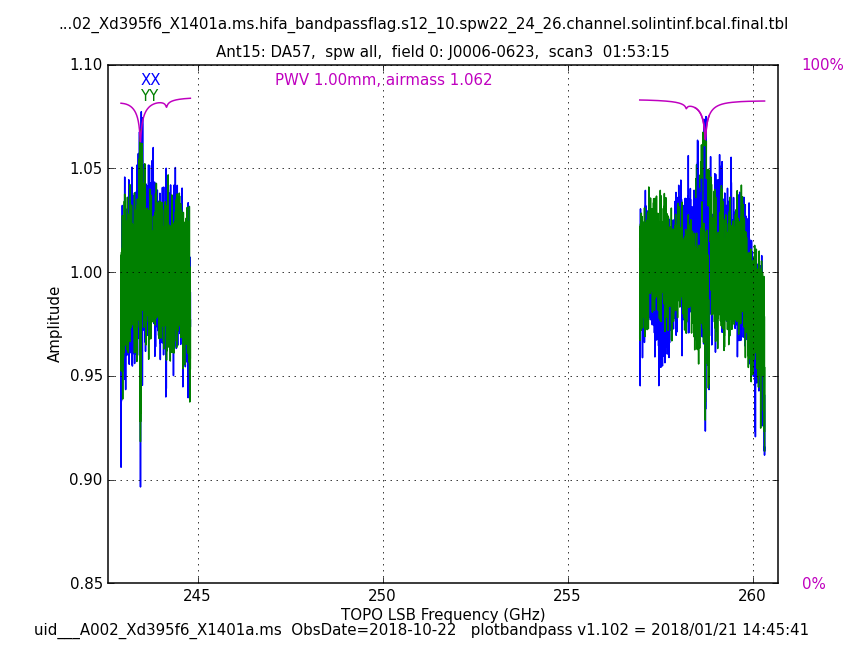 ...02_Xd395f6_X1401a.ms.hifa_bandpassflag.s12_10.spw22_24_26.channel.solintinf.bcal.final.tbl
Ant15: DA57, spw all, field 0: J0006-0623, scan3 01:53:15
1.10
XX
YY
PWV 1.00mm, airmass 1.062
100%
1.05
1.00
Amplitude
0.95
0.90
0.85
0%
245
250
255
260
TOPO LSB Frequency (GHz)
uid___A002_Xd395f6_X1401a.ms ObsDate=2018-10-22 plotbandpass v1.102 = 2018/01/21 14:45:41